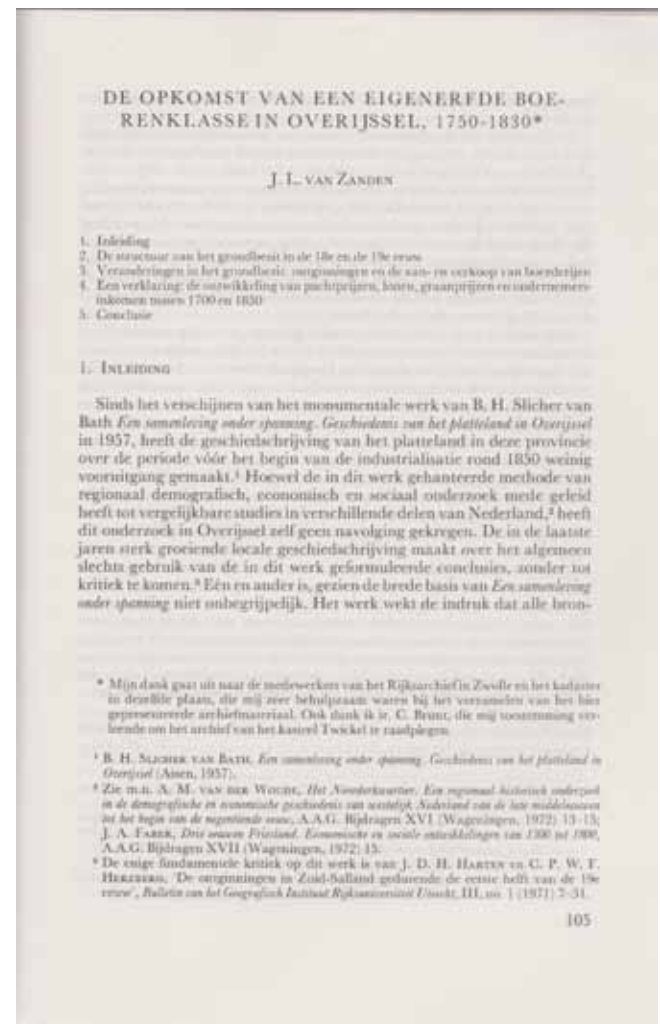 DE OPKOMST VAN EEN EIGENERFDE BOE-
RENKLASSE IN OVERIJSSEL, 1750-1830*
J. L. VAN ZANDEN
1. Inleiding
2. De structuur van het grondbezit in de 18e en de 19e eeuw
3. Veranderingen in het grondbezit: ontginningen en de aan- en verkoop van boerderijen
4. Een verklaring: de ontwikkeling van pachtprijzen, lonen, graanprijzen en ondernemers-
inkomen tussen 1700 en 1850
5. Conclusie
1. INLEIDING
Sinds het verschijnen van het monumentale werk van B. H. Slicher van
Bath Een samenleving onder spanning. Geschiedenis van het platteland in Overijssel
in 1957, heeft de geschiedschrijving van het platteland in deze provincie
over de periode vóór het begin van de industrialisatie rond 1850 weinig
vooruitgang gemaakt.¹ Hoewel de in dit werk gehanteerde methode van
regionaal demografisch, economisch en sociaal onderzoek mede geleid
heeft tot vergelijkbare studies in verschillende delen van Nederland,² heeft
dit onderzoek in Overijssel zelf geen navolging gekregen. De in de laatste
jaren sterk groeiende locale geschiedschrijving maakt over het algemeen
slechts gebruik van de in dit werk geformuleerde conclusies, zonder tot
kritiek te komen.³ Eén en ander is, gezien de brede basis van Een samenleving
onder spanning niet onbegrijpelijk. Het werk wekt de indruk dat alle bron-
* Mijn dank gaat uit naar de medewerkers van het Rijksarchief in Zwolle en het kadaster
in dezelfde plaats, die mij zeer behulpzaam waren bij het verzamelen van het hier
gepresenteerde archiefmateriaal. Ook dank ik ir. C. Brunt, die mij toestemming ver-
leende om het archief van het kasteel Twickel te raadplegen.
¹ B. H. SLICHER VAN BATH, Een samenleving onder spanning. Geschiedenis van het platteland in
Overijssel (Assen, 1957).
² Zie m.n. A. M. VAN DER WOUDE, Het Noorderkwartier. Een regionaal historisch onderzoek
in de demografische en economische geschiedenis van westelijk Nederland van de late middeleeuwen
tot het begin van de negentiende eeuw, A.A.G. Bijdragen XVI (Wageningen, 1972) 13-15;
J. A. FABER, Drie eeuwen Friesland. Economische en sociale ontwikkelingen van 1500 tot 1800,
A.A.G. Bijdragen XVII (Wageningen, 1972) 15.
³ De enige fundamentele kritiek op dit werk is van J. D. H. HARTEN en C. P. W. T.
HERZBERG, 'De ontginningen in Zuid-Salland gedurende de eerste helft van de 19e
eeuw', Bulletin van het Geografisch Instituut Rijksuniversiteit Utrecht, III, no. 1 (1971) 7-31.
105